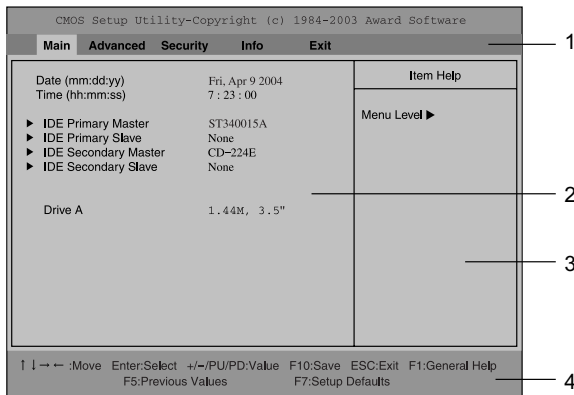 CMOS Setup Utility-Copyright (c) 1984-2003 Award Software
Main Advanced Security Info Exit
1
Date (mm:dd:yy) Fri, Apr 9 2004
Time (hh:mm:ss) 7 : 23 : 00
Item Help
Menu Level ▶
▶ IDE Primary Master ST340015A
▶ IDE Primary Slave None
▶ IDE Secondary Master CD-224E
▶ IDE Secondary Slave None
2
Drive A 1.44M, 3.5"
3
↑↓→← :Move Enter:Select +/-/PU/PD:Value F10:Save ESC:Exit F1:General Help
F5:Previous Values F7:Setup Defaults
4